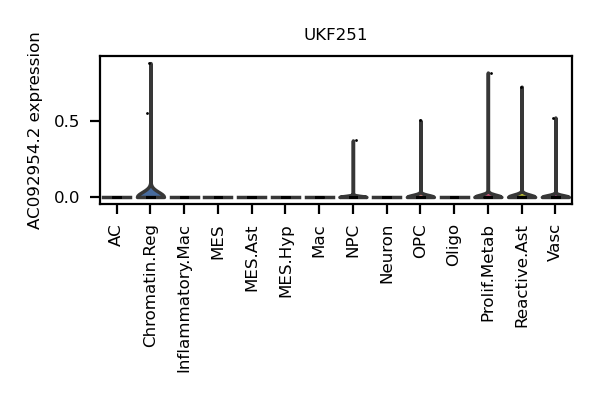 UKF251
AC092954.2 expression
0.5
0.0
AC
Chromatin.Reg
Inflammatory.Mac
MES
MES.Ast
MES.Hyp
Mac
NPC
Neuron
OPC
Oligo
Prolif.Metab
Reactive.Ast
Vasc